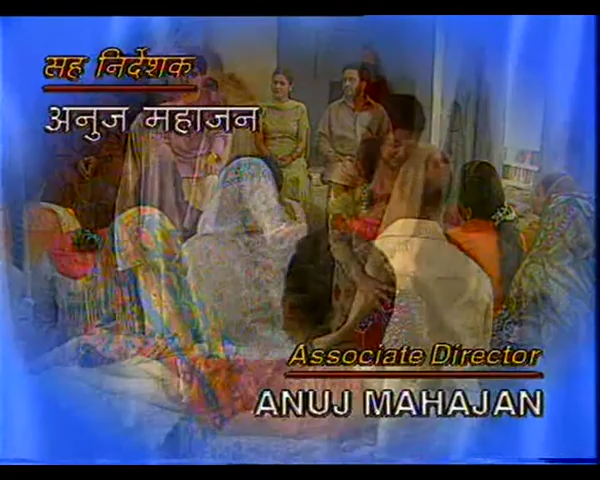 सह निर्देशक
अनुज महाजन
Associate Director
ANUJ MAHAJAN